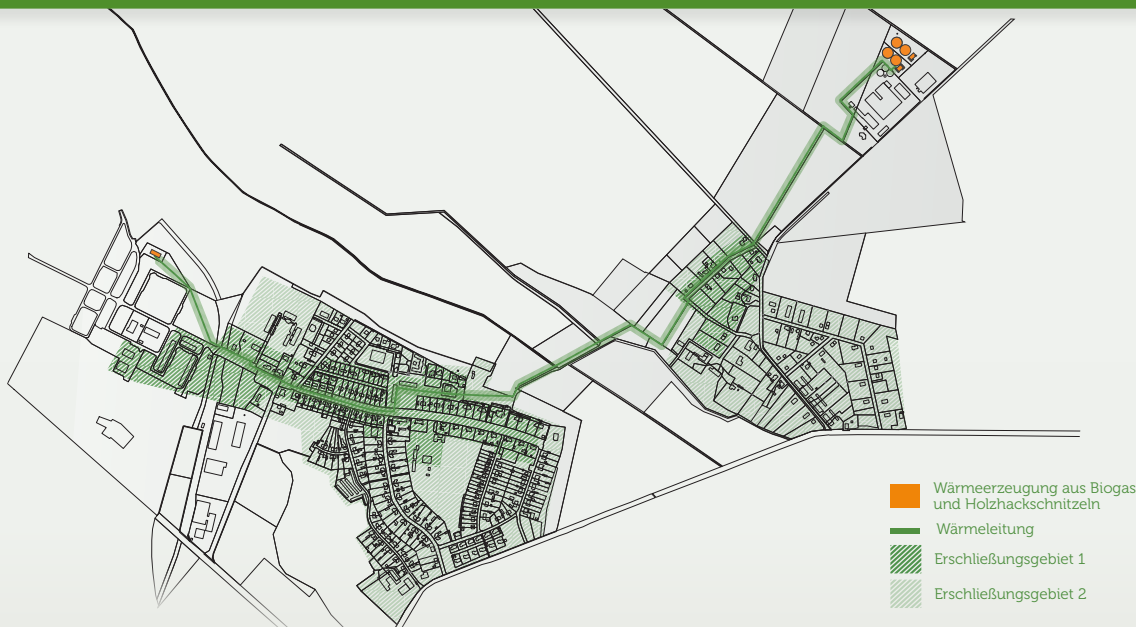 Wärmeerzeugung aus Biogas
und Holzhackschnitzeln
Wärmeleitung
Erschließungsgebiet 1
Erschließungsgebiet 2